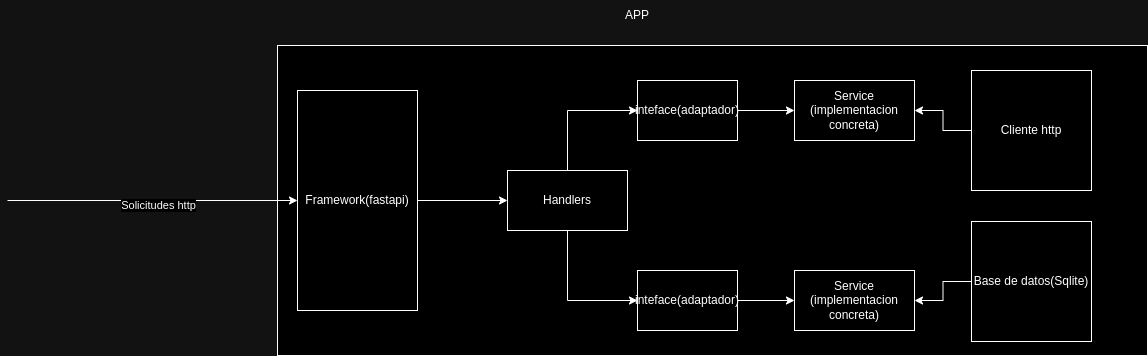 APP
Solicitudes http
Framework(fastapi)
Handlers
inteface(adaptador)
Service
(implementacion
concreta)
Cliente http
inteface(adaptador)
Service
(implementacion
concreta)
Base de datos(Sqlite)